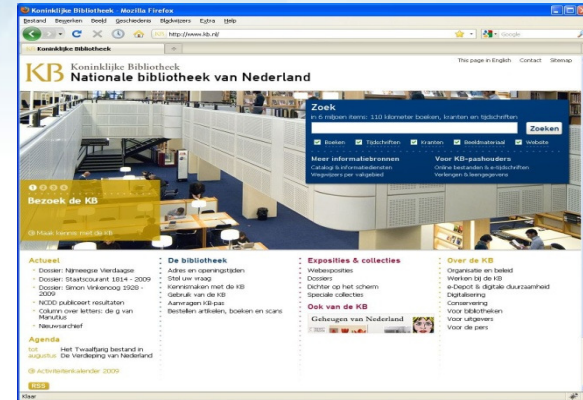 Koninklijke Bibliotheek - Mozilla Firefox
Bestand Bewerken Beeld Geschiedenis Bladwijzers Extra Help
http://www.kb.nl/
Google
Koninklijke Bibliotheek
This page in English Contact Sitemap
KB Koninklijke Bibliotheek
Nationale bibliotheek van Nederland
Zoek
in 6 miljoen items: 110 kilometer boeken, kranten en tijdschriften
Zoeken
Boeken Tijdschriften Kranten Beeldmateriaal Website
Meer informatiebronnen
Catalogi & informatiediensten
Wegwijzers per vakgebied
Voor KB-pashouders
Online bestanden & e-tijdschriften
Verlengen & leengegevens
1 2 3 4
Bezoek de KB
Maak kennis met de KB
Actueel
Dossier: Nijmeegse Vierdaagse
Dossier: Staatscourant 1814 - 2009
Dossier: Simon Vinkenoog 1928 - 2009
NCDD publiceert resultaten
Column over letters: de g van Manutius
Nieuwsarchief
Agenda
tot augustus
Het Twaalfjarig bestand in De Verdieping van Nederland
Activiteitenkalender 2009
RSS
De bibliotheek
Adres en openingstijden
Stel uw vraag
Kennismaken met de KB
Gebruik van de KB
Aanvragen KB-pas
Bestellen artikelen, boeken en scans
Exposities & collecties
Webexposities
Dossiers
Dichter op het scherm
Speciale collecties
Ook van de KB
Geheugen van Nederland
Over de KB
Organisatie en beleid
Werken bij de KB
e-Depot & digitale duurzaamheid
Digitalisering
Conservering
Voor bibliotheken
Voor uitgevers
Voor de pers
Klaar